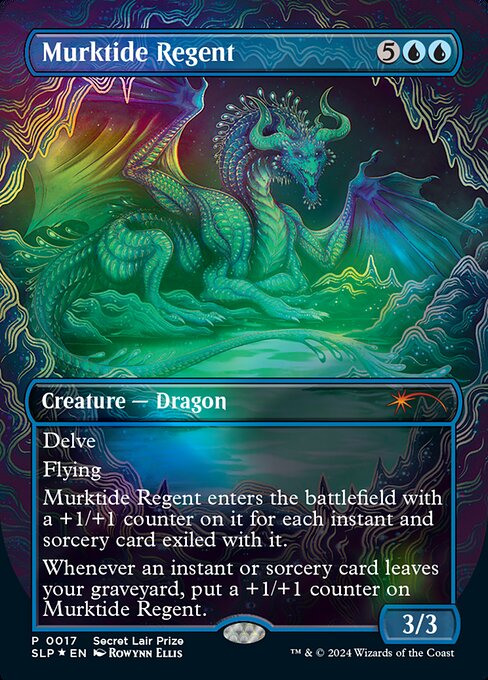 Murktide Regent 5
Creature — Dragon
Delve
Flying
Murktide Regent enters the battlefield with
a +1/+1 counter on it for each instant and
sorcery card exiled with it.
Whenever an instant or sorcery card leaves
your graveyard, put a +1/+1 counter on
Murktide Regent.
3/3
P 0017 Secret Lair Prize
SLP ★ EN Rowynn Ellis
™ & © 2024 Wizards of the Coast